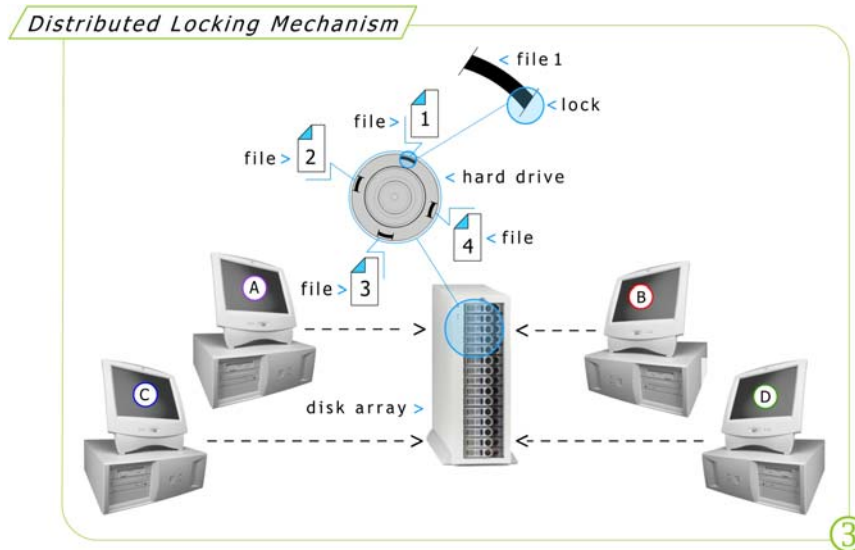 Distributed Locking Mechanism
< file 1
< lock
file > 1
file > 2
< hard drive
4 < file
file > 3
A
B
C
D
disk array >
3